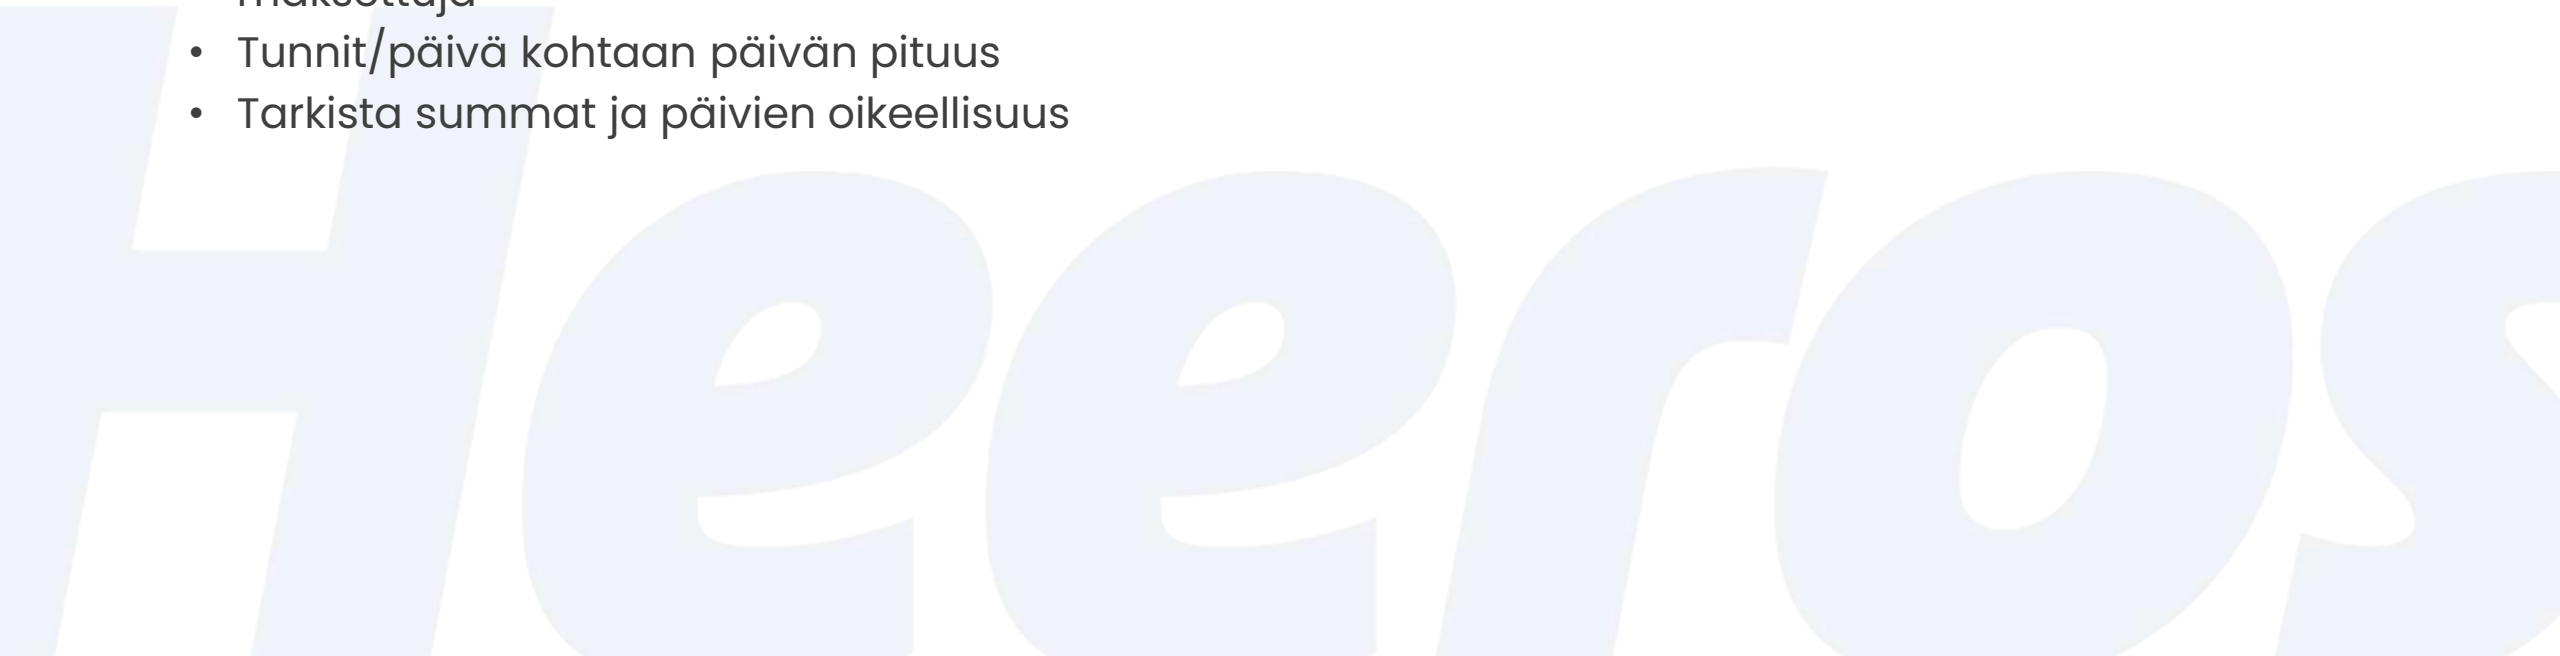 • Tunnit/päivä kohtaan päivän pituus
• Tarkista summat ja päivien oikeellisuus
Heeros